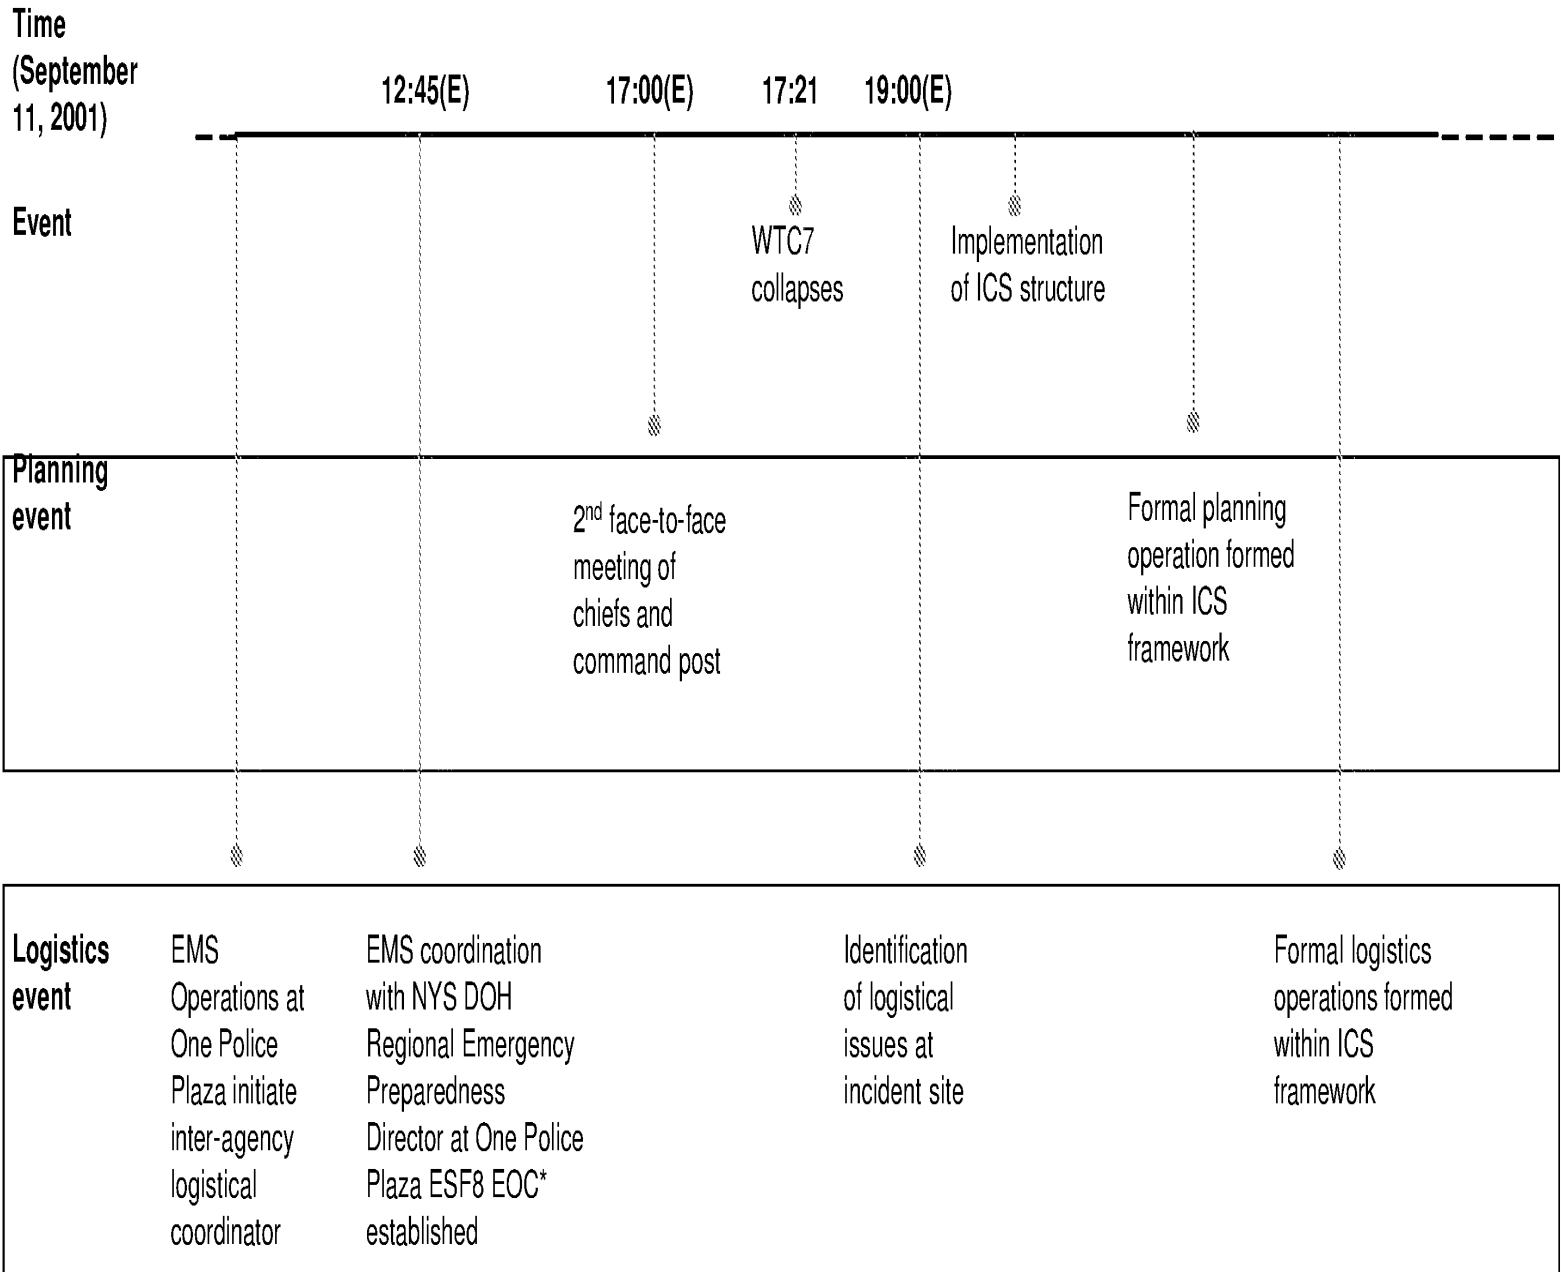 Time
(September
11, 2001)
12:45(E)
17:00(E)
17:21
19:00(E)
Event
WTC7
collapses
Implementation
of ICS structure
Planning
event
2nd face-to-face
meeting of
chiefs and
command post
Formal planning
operation formed
within ICS
framework
Logistics
event
EMS
Operations at
One Police
Plaza initiate
inter-agency
logistical
coordinator
EMS coordination
with NYS DOH
Regional Emergency
Preparedness
Director at One Police
Plaza ESF8 EOC*
established
Identification
of logistical
issues at
incident site
Formal logistics
operations formed
within ICS
framework